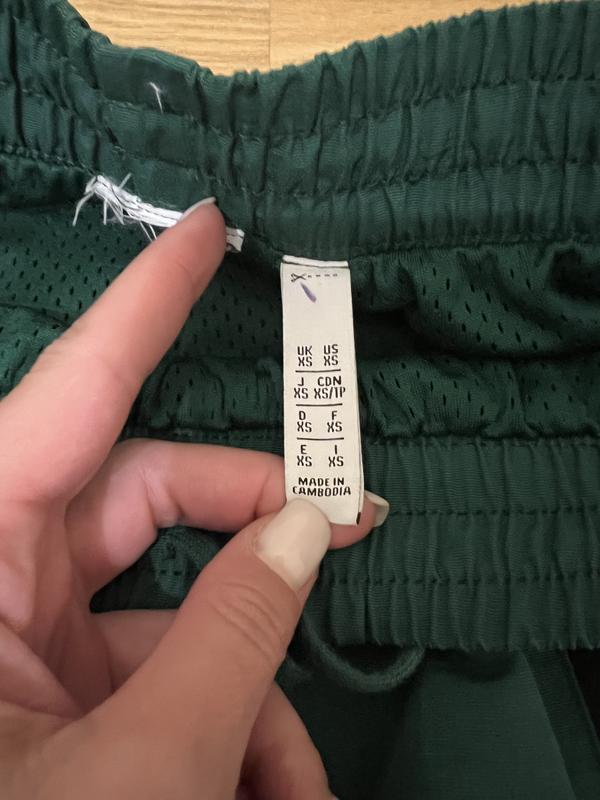 UK US
XS XS
J CDN
XS XS/TP
D F
XS XS
E I
XS XS
MADE IN
CAMBODIA